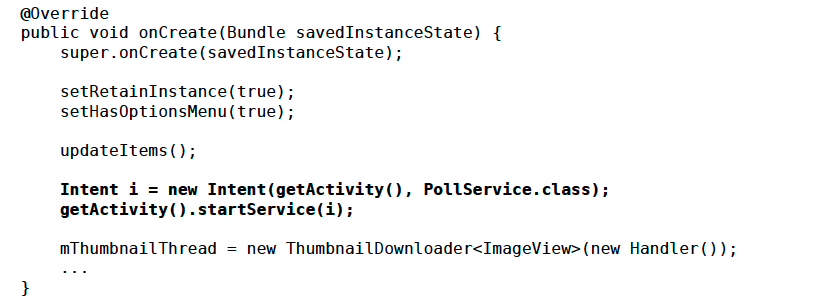 @Override
public void onCreate(Bundle savedInstanceState) {
    super.onCreate(savedInstanceState);

    setRetainInstance(true);
    setHasOptionsMenu(true);

    updateItems();

    Intent i = new Intent(getActivity(), PollService.class);
    getActivity().startService(i);

    mThumbnailThread = new ThumbnailDownloader<ImageView>(new Handler());
    ...
}